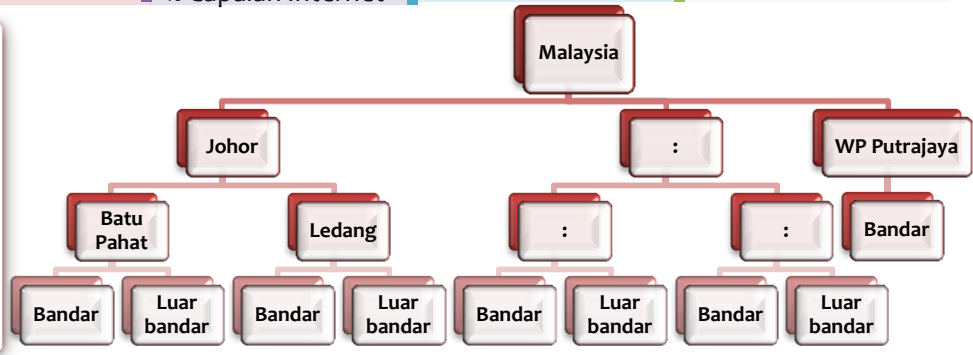 % Capaian Internet
Malaysia
Johor
:
WP Putrajaya
Batu
Pahat
Ledang
:
:
Bandar
Bandar
Luar
bandar
Bandar
Luar
bandar
Bandar
Luar
bandar
Bandar
Luar
bandar